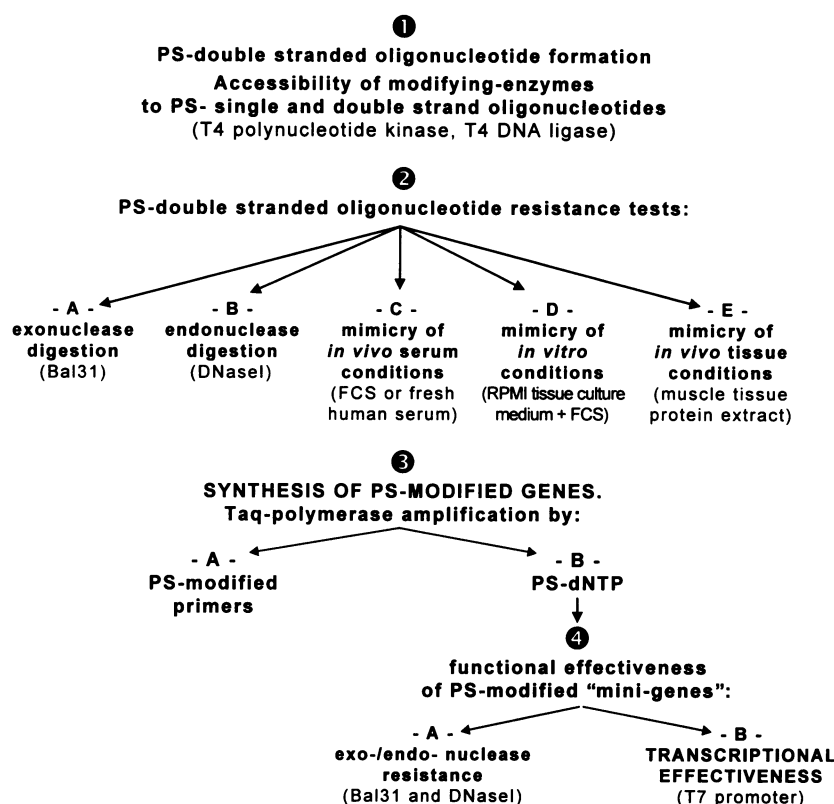 ❶
PS-double stranded oligonucleotide formation
Accessibility of modifying-enzymes
to PS- single and double strand oligonucleotides
(T4 polynucleotide kinase, T4 DNA ligase)
❷
PS-double stranded oligonucleotide resistance tests:
- A -
exonuclease
digestion
(Bal31)
- B -
endonuclease
digestion
(DNaseI)
- C -
mimicry of
in vivo serum
conditions
(FCS or fresh
human serum)
- D -
mimicry of
in vitro
conditions
(RPMI tissue culture
medium + FCS)
- E -
mimicry of
in vivo tissue
conditions
(muscle tissue
protein extract)
❸
SYNTHESIS OF PS-MODIFIED GENES.
Taq-polymerase amplification by:
- A -
PS-modified
primers
- B -
PS-dNTP
❹
functional effectiveness
of PS-modified “mini-genes”:
- A -
exo-/endo- nuclease
resistance
(Bal31 and DNaseI)
- B -
TRANSCRIPTIONAL
EFFECTIVENESS
(T7 promoter)